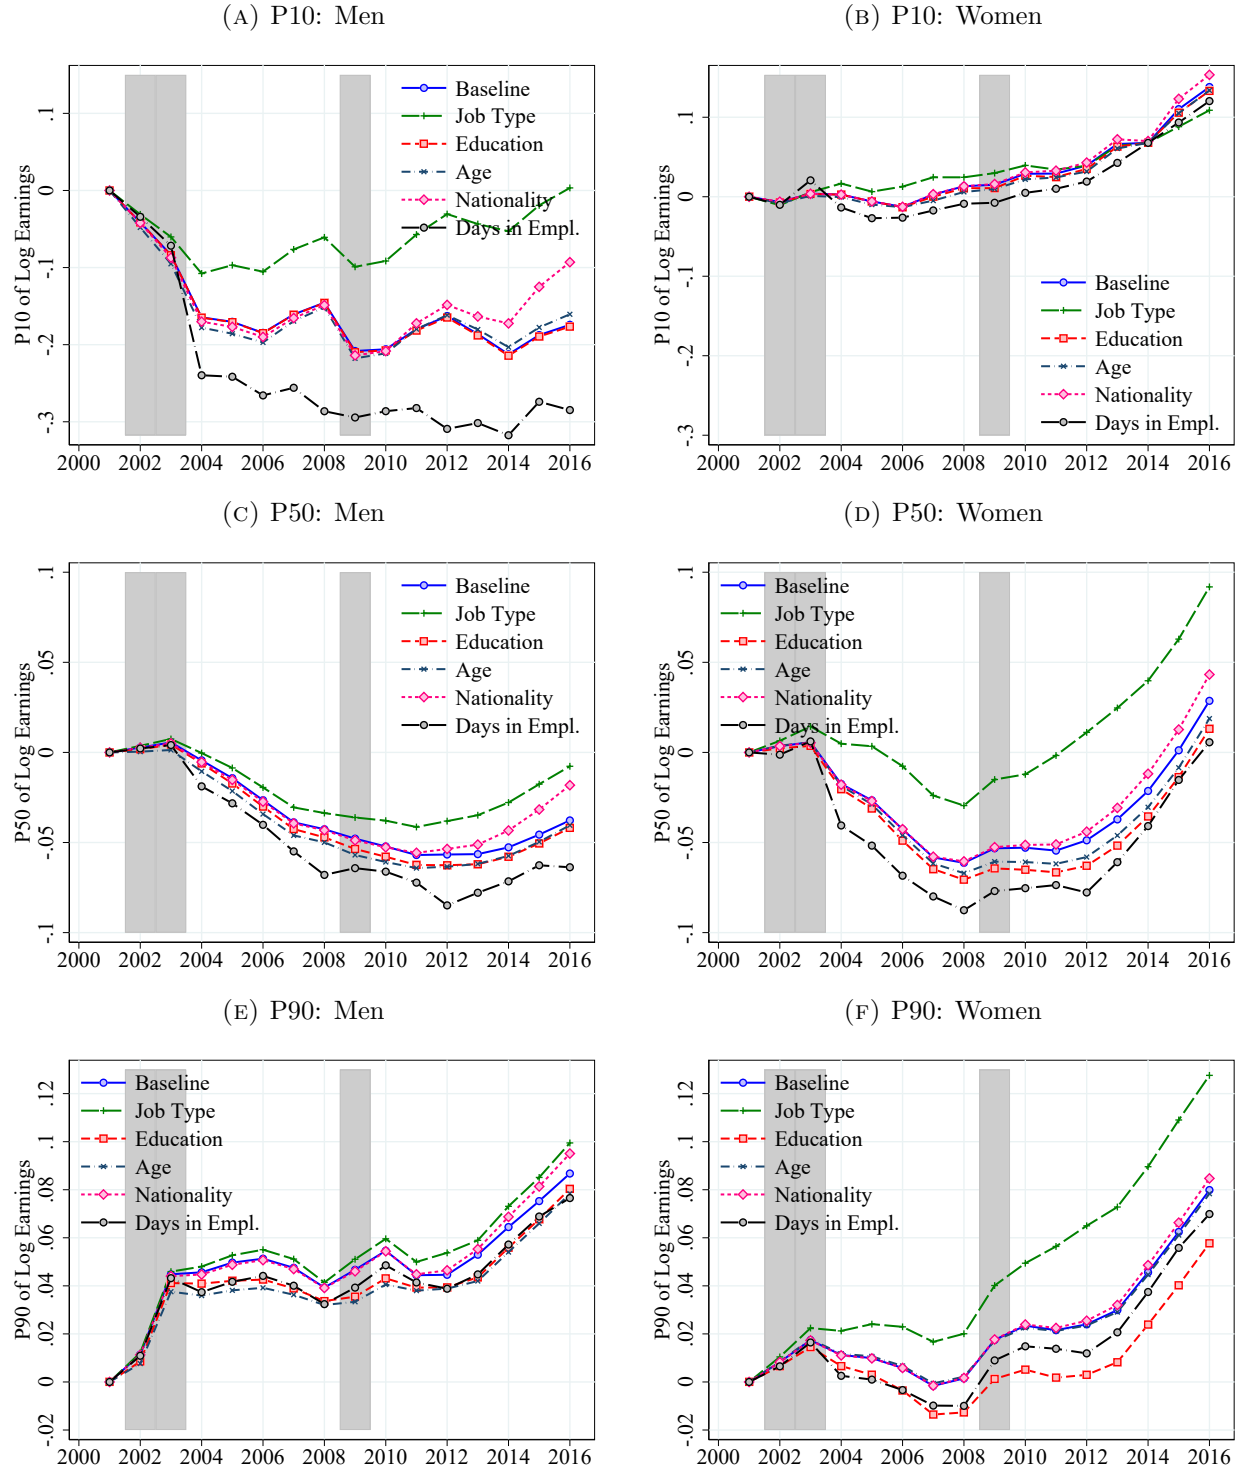 (A) P10: Men
P10 of Log Earnings
.1
0
-.1
-.2
-.3
Baseline
Job Type
Education
Age
Nationality
Days in Empl.
2000 2002 2004 2006 2008 2010 2012 2014 2016
(B) P10: Women
P10 of Log Earnings
.1
0
-.1
-.2
-.3
Baseline
Job Type
Education
Age
Nationality
Days in Empl.
2000 2002 2004 2006 2008 2010 2012 2014 2016
(C) P50: Men
P50 of Log Earnings
.1
.05
0
-.05
-.1
Baseline
Job Type
Education
Age
Nationality
Days in Empl.
2000 2002 2004 2006 2008 2010 2012 2014 2016
(D) P50: Women
P50 of Log Earnings
.1
.05
0
-.05
-.1
Baseline
Job Type
Education
Age
Nationality
Days in Empl.
2000 2002 2004 2006 2008 2010 2012 2014 2016
(E) P90: Men
P90 of Log Earnings
.12
.1
.08
.06
.04
.02
0
-.02
Baseline
Job Type
Education
Age
Nationality
Days in Empl.
2000 2002 2004 2006 2008 2010 2012 2014 2016
(F) P90: Women
P90 of Log Earnings
.12
.1
.08
.06
.04
.02
0
-.02
Baseline
Job Type
Education
Age
Nationality
Days in Empl.
2000 2002 2004 2006 2008 2010 2012 2014 2016